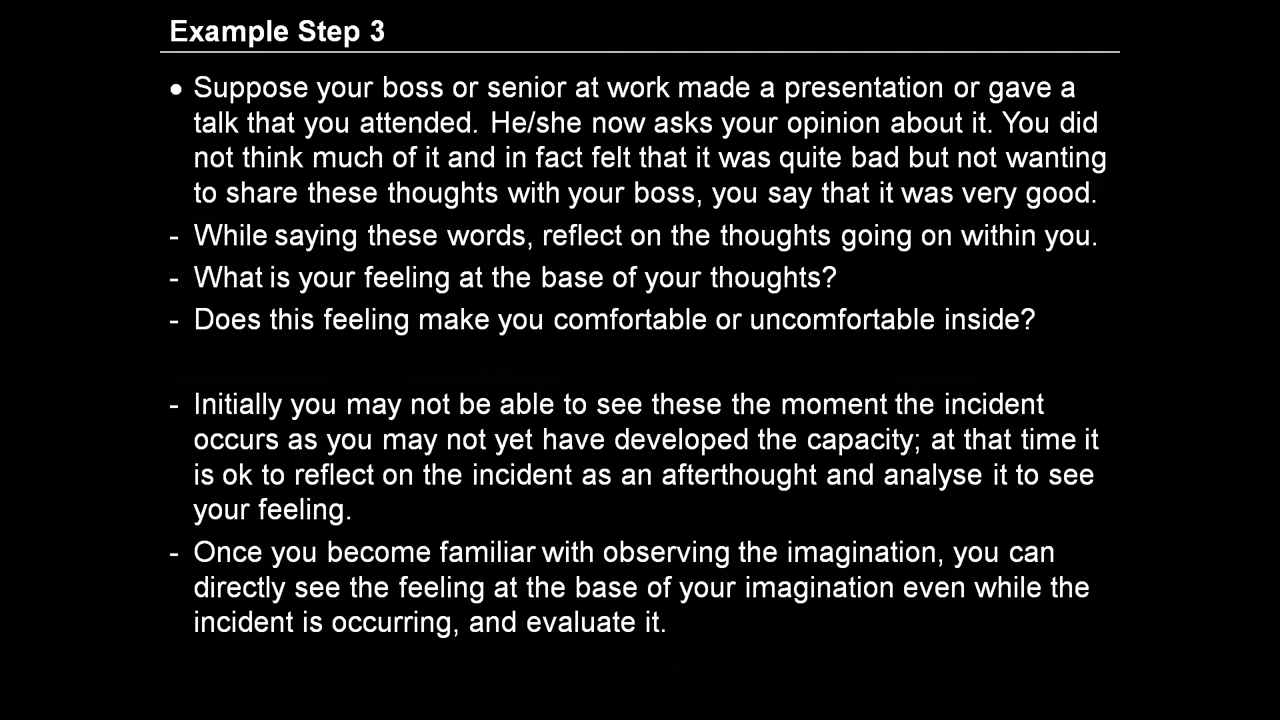 Example Step 3
• Suppose your boss or senior at work made a presentation or gave a
talk that you attended. He/she now asks your opinion about it. You did
not think much of it and in fact felt that it was quite bad but not wanting
to share these thoughts with your boss, you say that it was very good.
- While saying these words, reflect on the thoughts going on within you.
- What is your feeling at the base of your thoughts?
- Does this feeling make you comfortable or uncomfortable inside?
- Initially you may not be able to see these the moment the incident
occurs as you may not yet have developed the capacity; at that time it
is ok to reflect on the incident as an afterthought and analyse it to see
your feeling.
- Once you become familiar with observing the imagination, you can
directly see the feeling at the base of your imagination even while the
incident is occurring, and evaluate it.